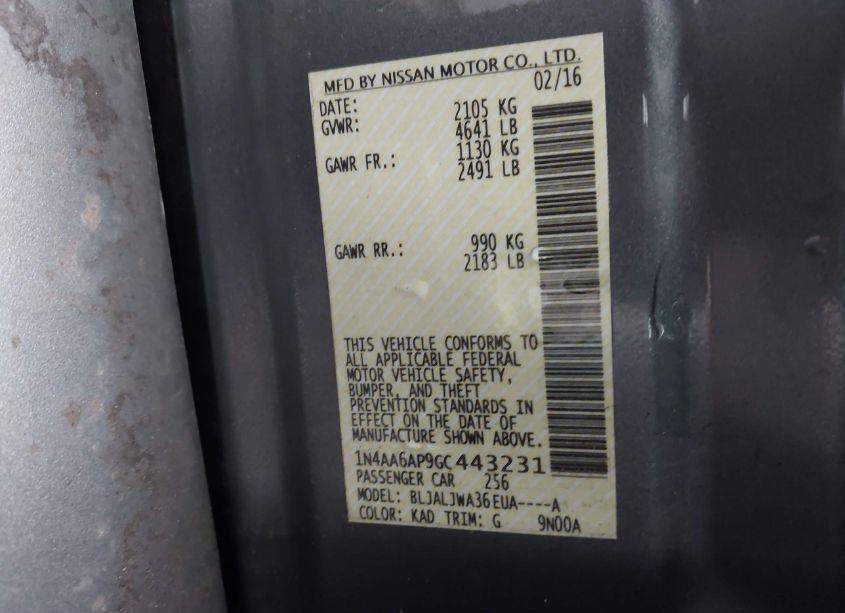 MFD BY NISSAN MOTOR CO., LTD.
DATE: 02/16
GVWR: 2105 KG
4641 LB
GAWR FR.: 1130 KG
2491 LB
GAWR RR.: 990 KG
2183 LB
THIS VEHICLE CONFORMS TO
ALL APPLICABLE FEDERAL
MOTOR VEHICLE SAFETY,
BUMPER, AND THEFT
PREVENTION STANDARDS IN
EFFECT ON THE DATE OF
MANUFACTURE SHOWN ABOVE.
1N4AA6AP9GC443231
PASSENGER CAR 256
MODEL: BLJALJWA36EUA----A
COLOR: KAD TRIM: G 9N00A